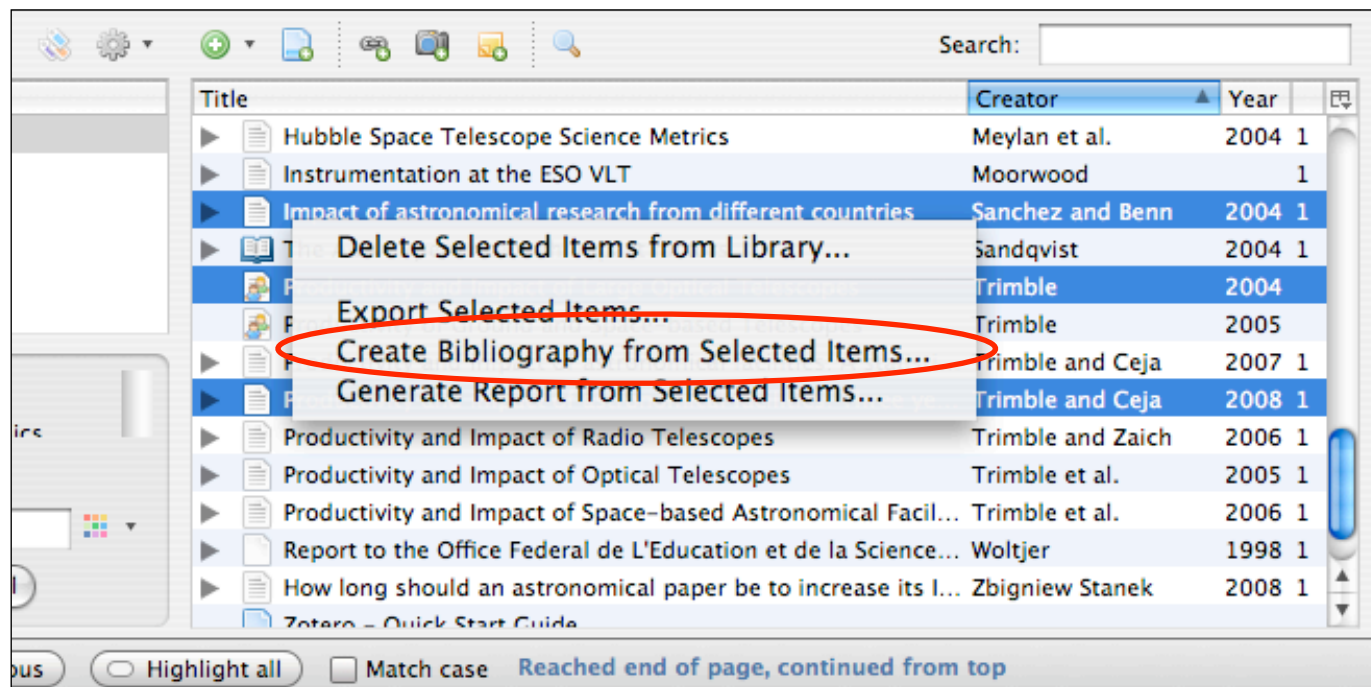 Search:
Title Creator Year
Hubble Space Telescope Science Metrics Meylan et al. 2004 1
Instrumentation at the ESO VLT Moorwood 1
Impact of astronomical research from different countries Sanchez and Benn 2004 1
Delete Selected Items from Library... Sandqvist 2004 1
Trimble 2004
Export Selected Items... Trimble 2005
Create Bibliography from Selected Items... Trimble and Ceja 2007 1
Generate Report from Selected Items... Trimble and Ceja 2008 1
Productivity and Impact of Radio Telescopes Trimble and Zaich 2006 1
Productivity and Impact of Optical Telescopes Trimble et al. 2005 1
Productivity and Impact of Space-based Astronomical Facil... Trimble et al. 2006 1
Report to the Office Federal de L'Education et de la Science... Woltjer 1998 1
How long should an astronomical paper be to increase its I... Zbigniew Stanek 2008 1
Zotero - Quick Start Guide
Highlight all Match case Reached end of page, continued from top